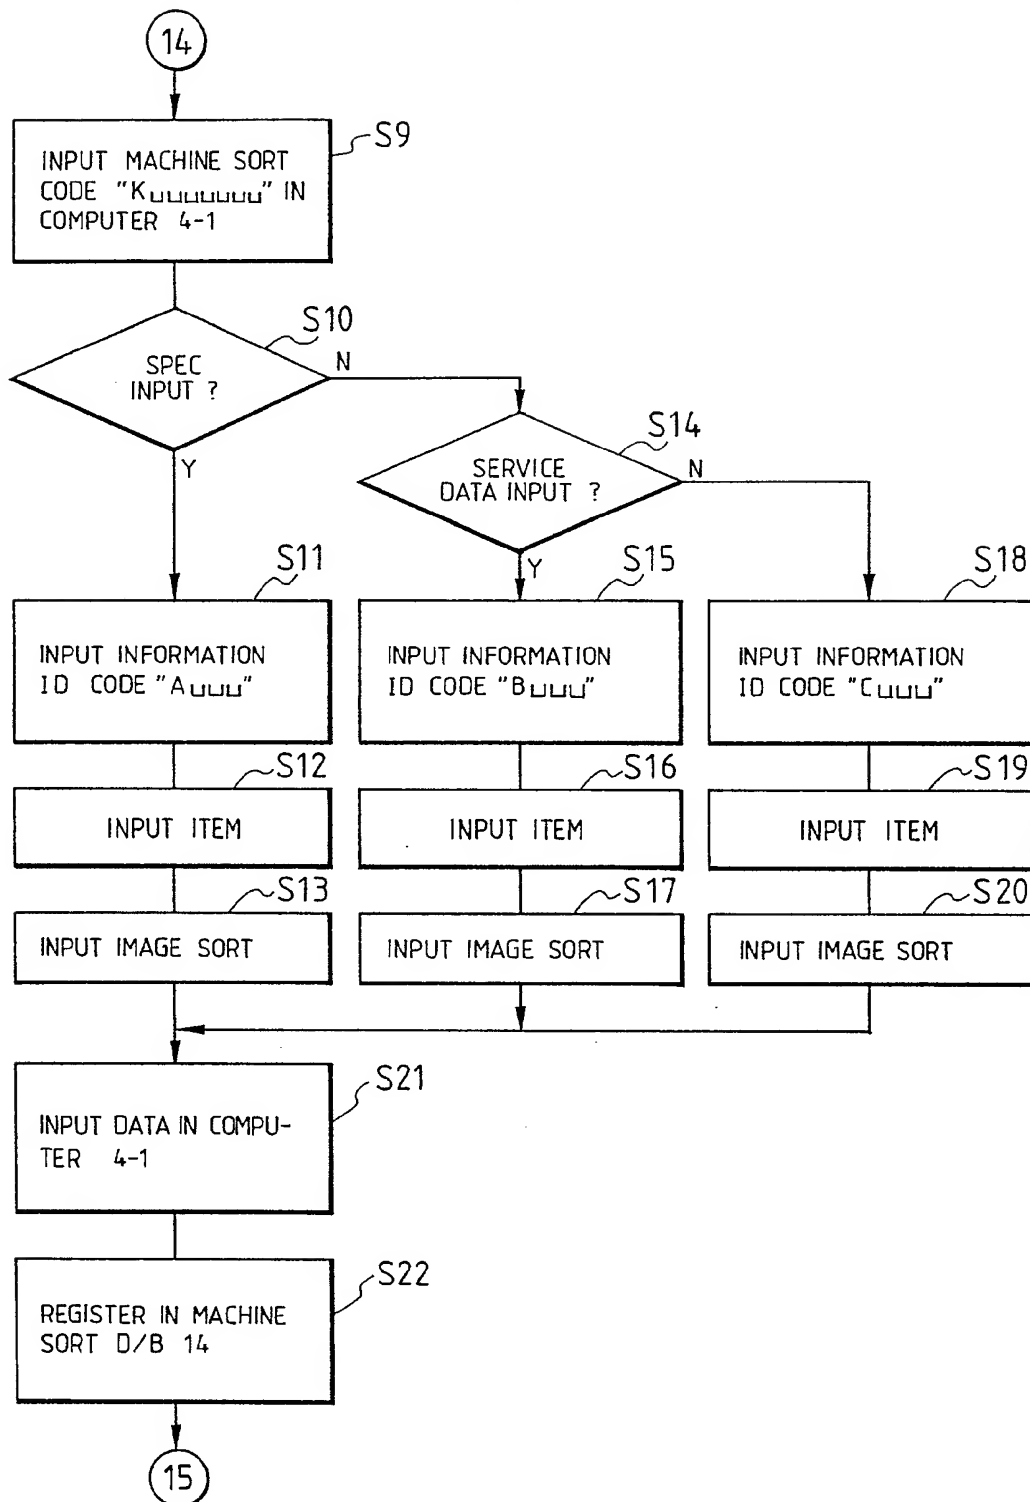 14
S9
INPUT MACHINE SORT
CODE "K␣␣␣␣␣␣␣" IN
COMPUTER 4-1
S10
SPEC
INPUT ?
N
Y
S14
SERVICE
DATA INPUT ?
N
Y
S11
INPUT INFORMATION
ID CODE "A␣␣␣"
S15
INPUT INFORMATION
ID CODE "B␣␣␣"
S18
INPUT INFORMATION
ID CODE "C␣␣␣"
S12
INPUT ITEM
S16
INPUT ITEM
S19
INPUT ITEM
S13
INPUT IMAGE SORT
S17
INPUT IMAGE SORT
S20
INPUT IMAGE SORT
S21
INPUT DATA IN COMPU-
TER 4-1
S22
REGISTER IN MACHINE
SORT D/B 14
15